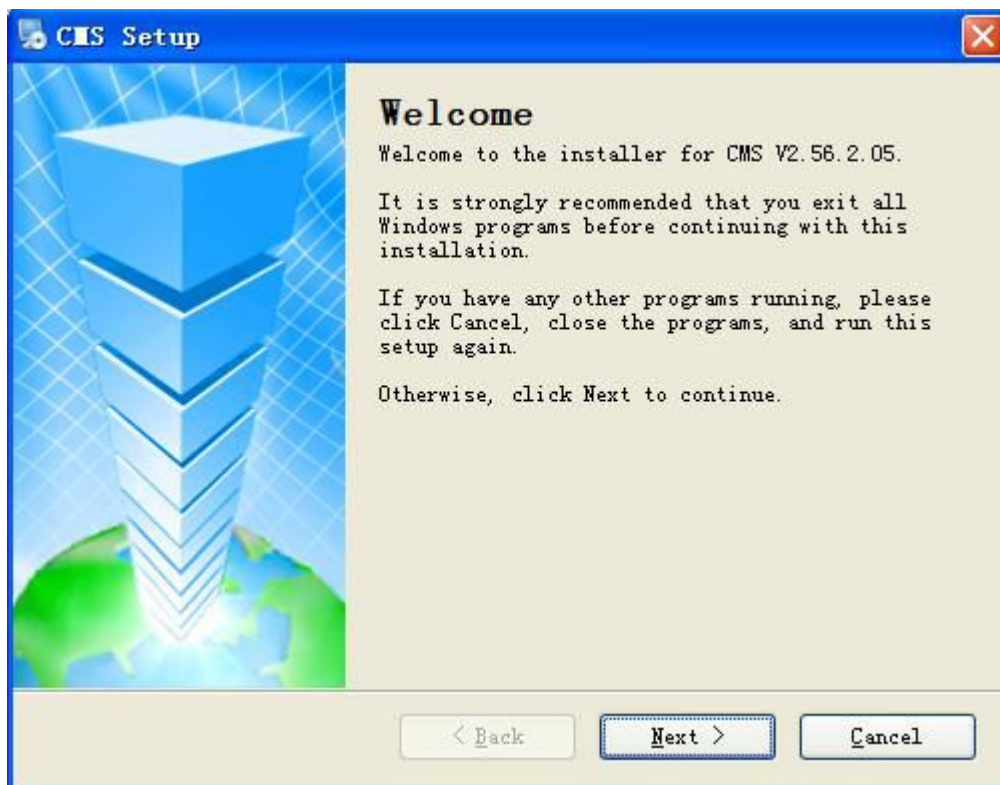 CMS Setup
Welcome
Welcome to the installer for CMS V2.56.2.05.
It is strongly recommended that you exit all
Windows programs before continuing with this
installation.
If you have any other programs running, please
click Cancel, close the programs, and run this
setup again.
Otherwise, click Next to continue.
< Back
Next >
Cancel